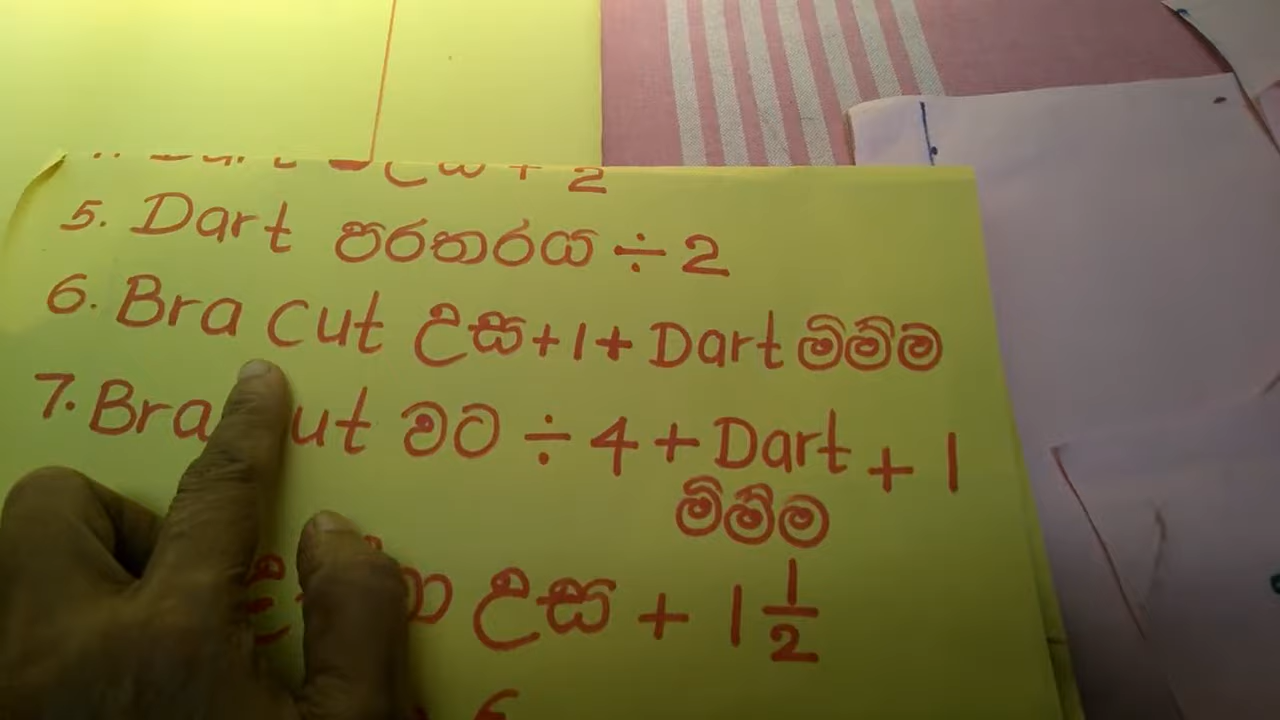 5. Dart පරතරය ÷ 2
6. Bra cut උස + 1 + Dart මිම්ම
7. Bra ut වට ÷ 4 + Dart + 1
මිම්ම
උස + 1 1/2